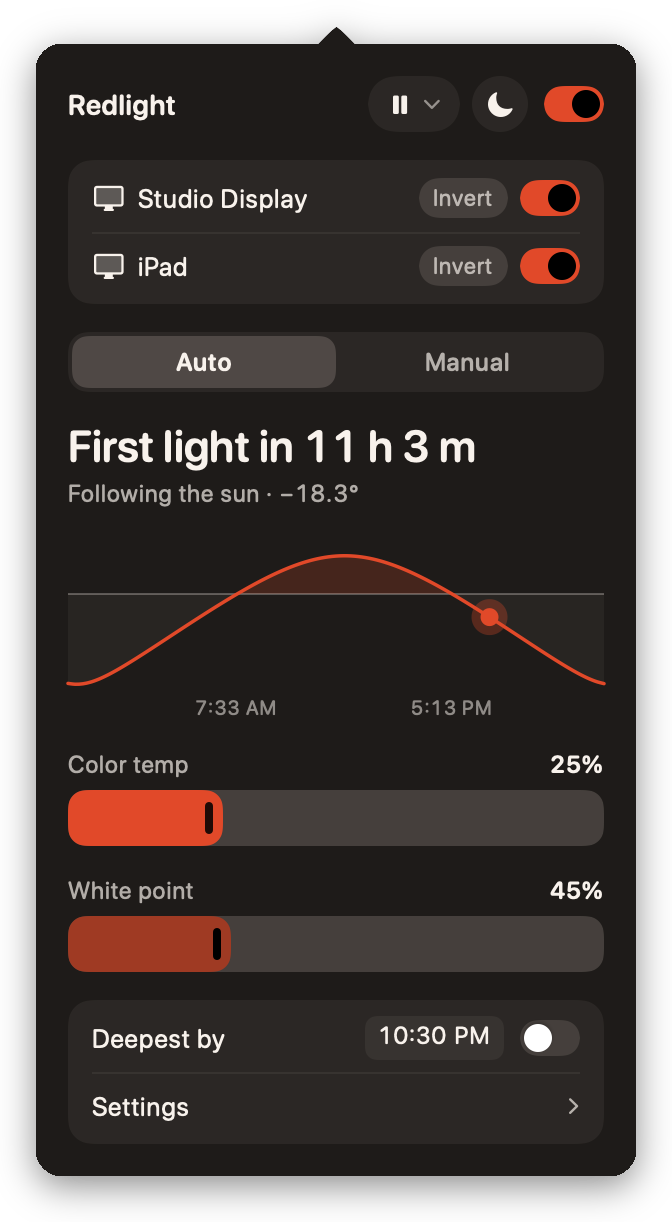 Redlight
Studio Display Invert
iPad Invert
Auto Manual
First light in 11 h 3 m
Following the sun · −18.3°
7:33 AM 5:13 PM
Color temp 25%
White point 45%
Deepest by 10:30 PM
Settings